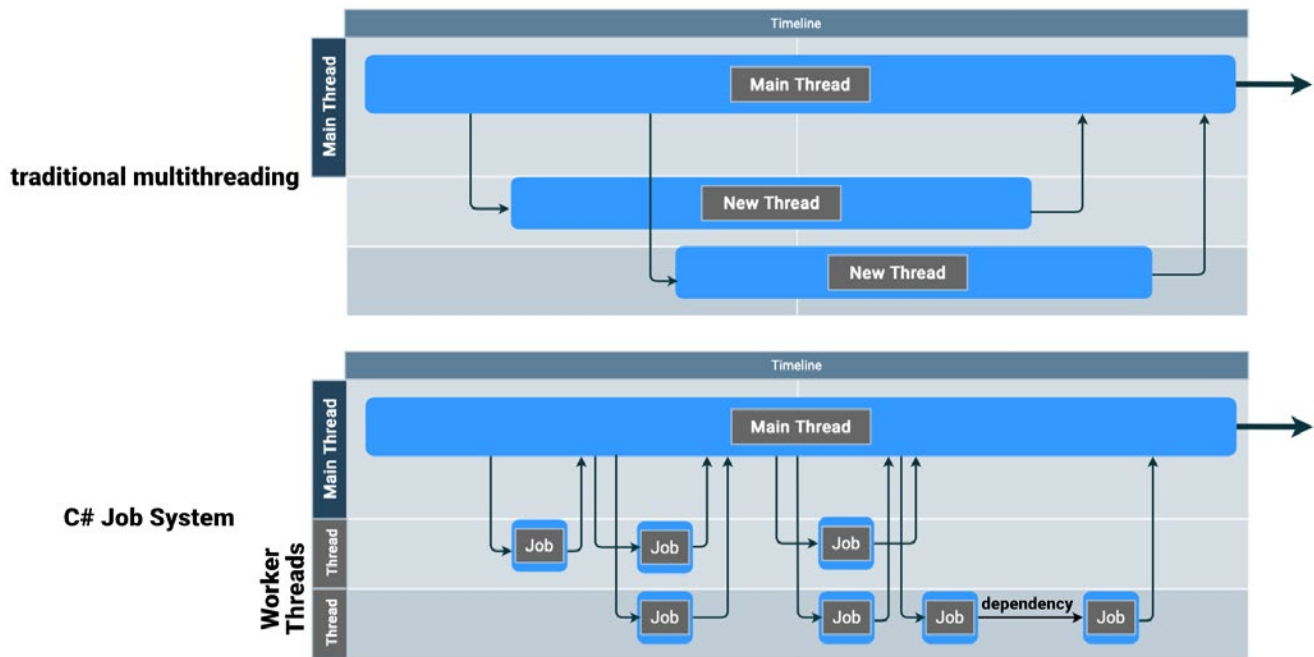 Timeline
Main Thread
Main Thread
traditional multithreading
New Thread
New Thread
Timeline
Main Thread
Main Thread
C# Job System
Worker
Threads
Thread
Job
Job
Job
Thread
Job
Job
Job
dependency
Job